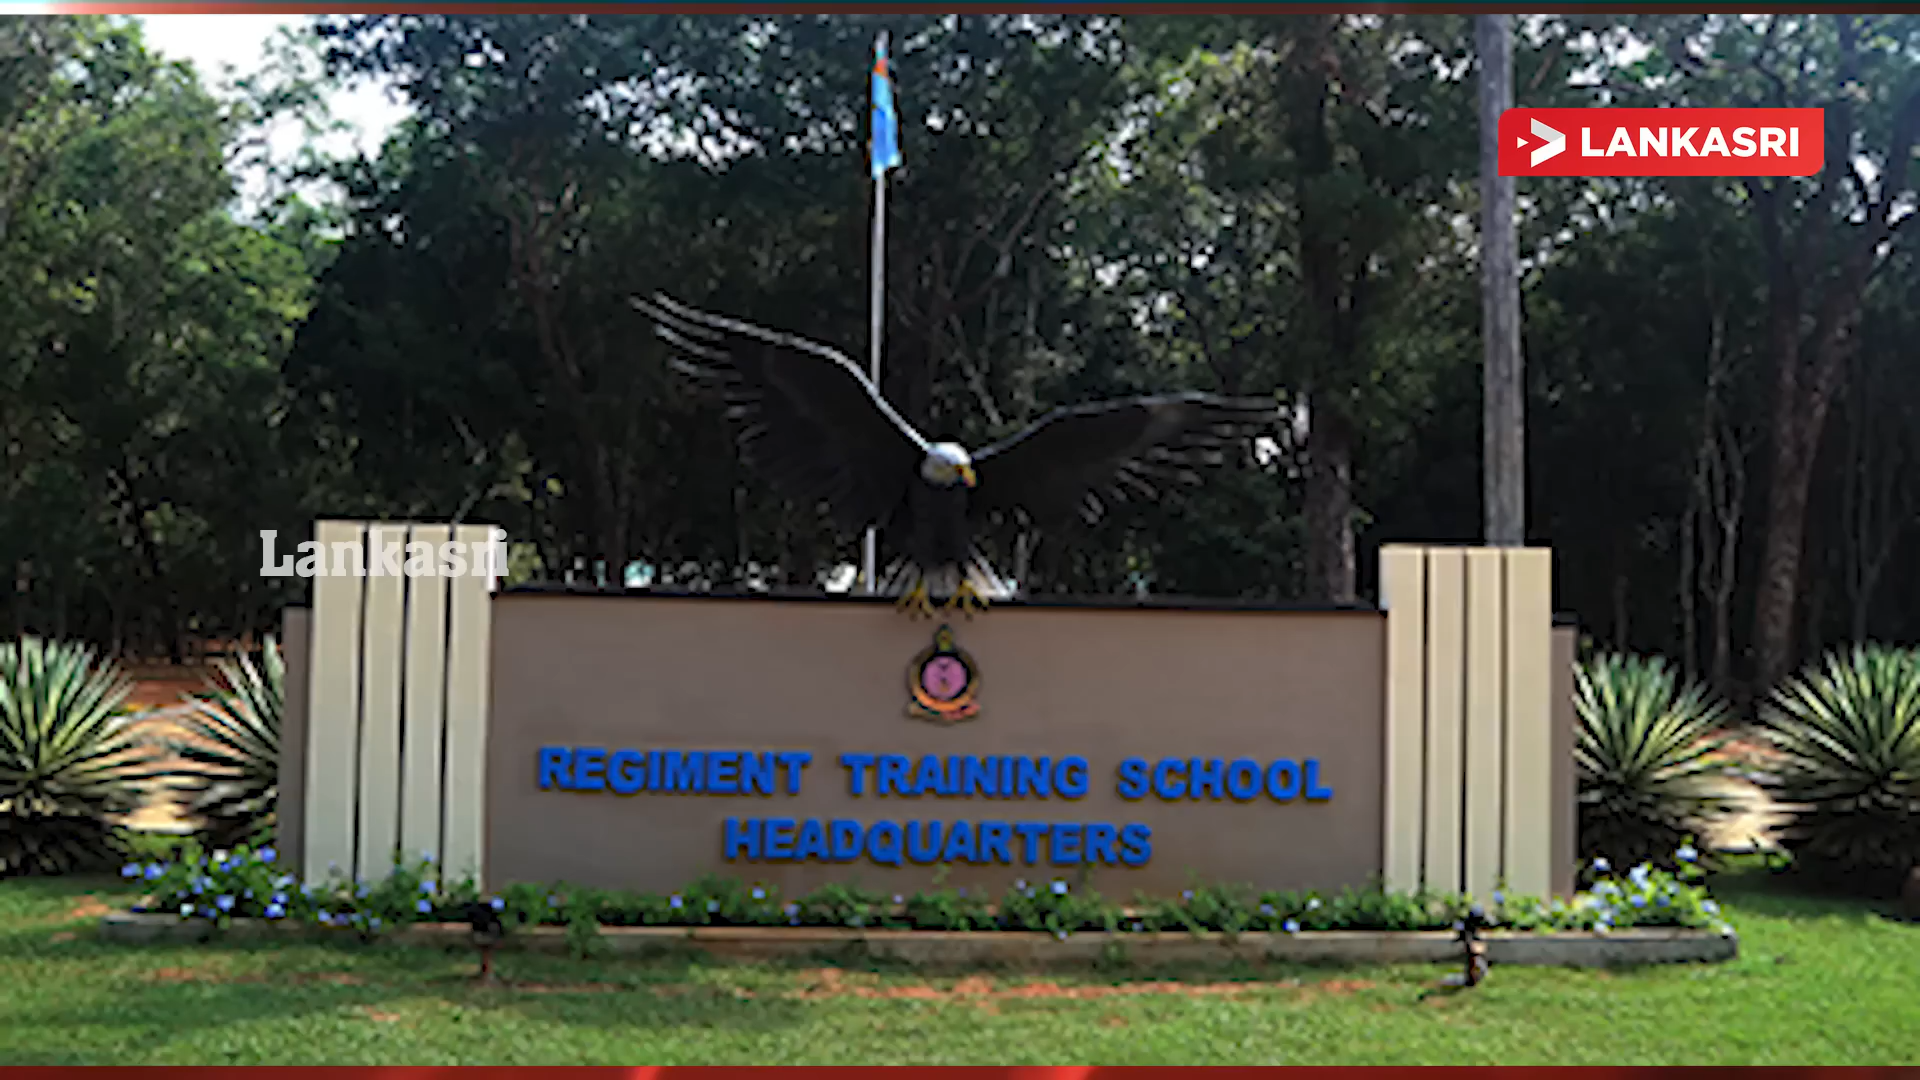 LANKASRI
Lankasri
REGIMENT TRAINING SCHOOL
HEADQUARTERS